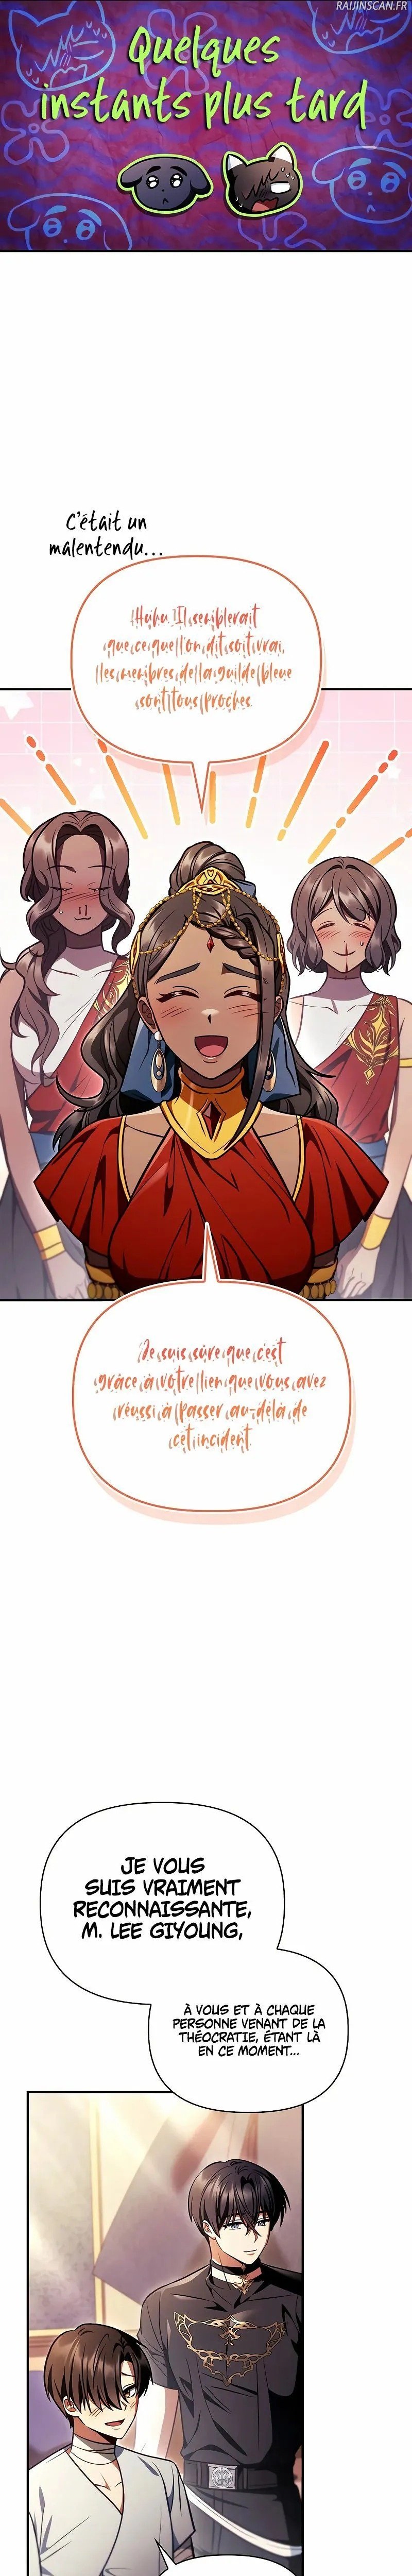 RAIJINSCAN.FR
Quelques
instants plus tard
C'était un
malentendu...
Huhu. Il semblerait
que ce que l'on dit soit vrai,
les membres de la guilde bleue
sont tous proches.
Je suis sûre que c'est
grâce à votre lien que vous avez
réussi à passer au-delà de
cet incident.
JE VOUS
SUIS VRAIMENT
RECONNAISSANTE,
M. LEE GIYOUNG,
À VOUS ET À CHAQUE
PERSONNE VENANT DE LA
THÉOCRATIE, ÉTANT LÀ
EN CE MOMENT...